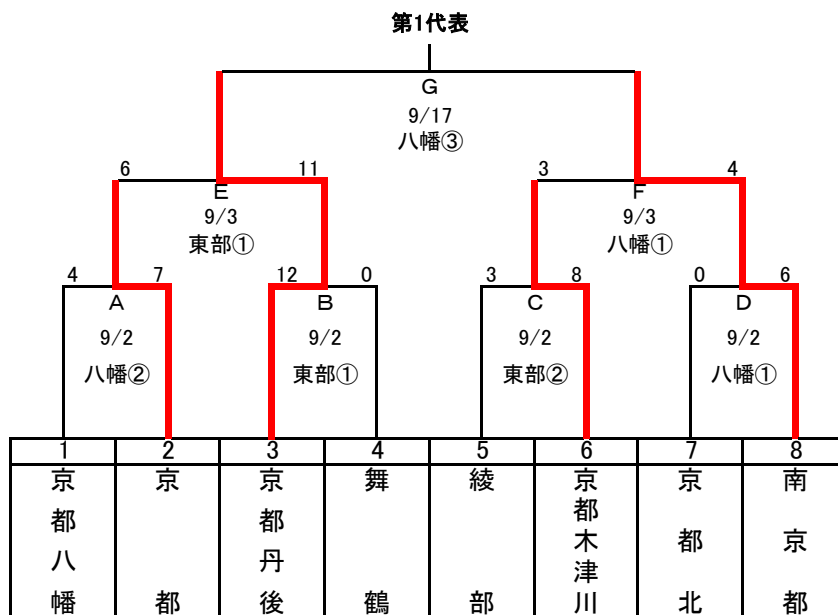 第1代表
G
9/17
八幡③
6 11 3 4
E F
9/3 9/3
東部① 八幡①
4 7 12 0 3 8 0 6
A B C D
9/2 9/2 9/2 9/2
八幡② 東部① 東部② 八幡①
1 2 3 4 5 6 7 8
京都八幡
京都
京都丹後
舞鶴
綾部
京都木津川
京都北
南京都